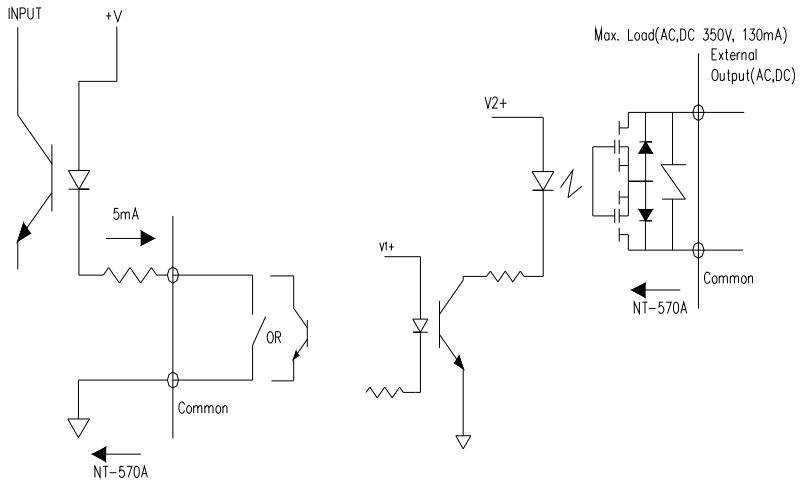 INPUT
+V
5mA
OR
Common
NT-570A
V1+
V2+
Max. Load(AC,DC 350V, 130mA)
External
Output(AC,DC)
Common
NT-570A